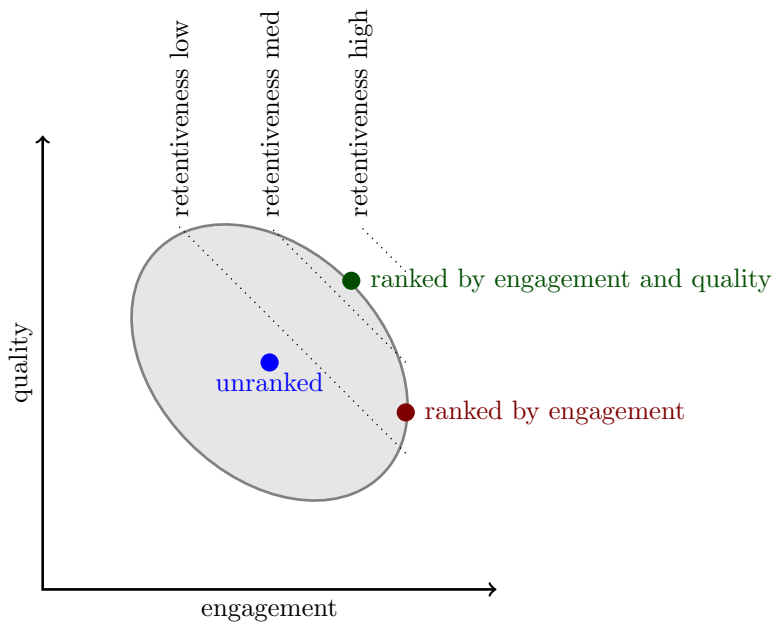 retentiveness low
retentiveness med
retentiveness high
ranked by engagement and quality
quality
unranked
ranked by engagement
engagement